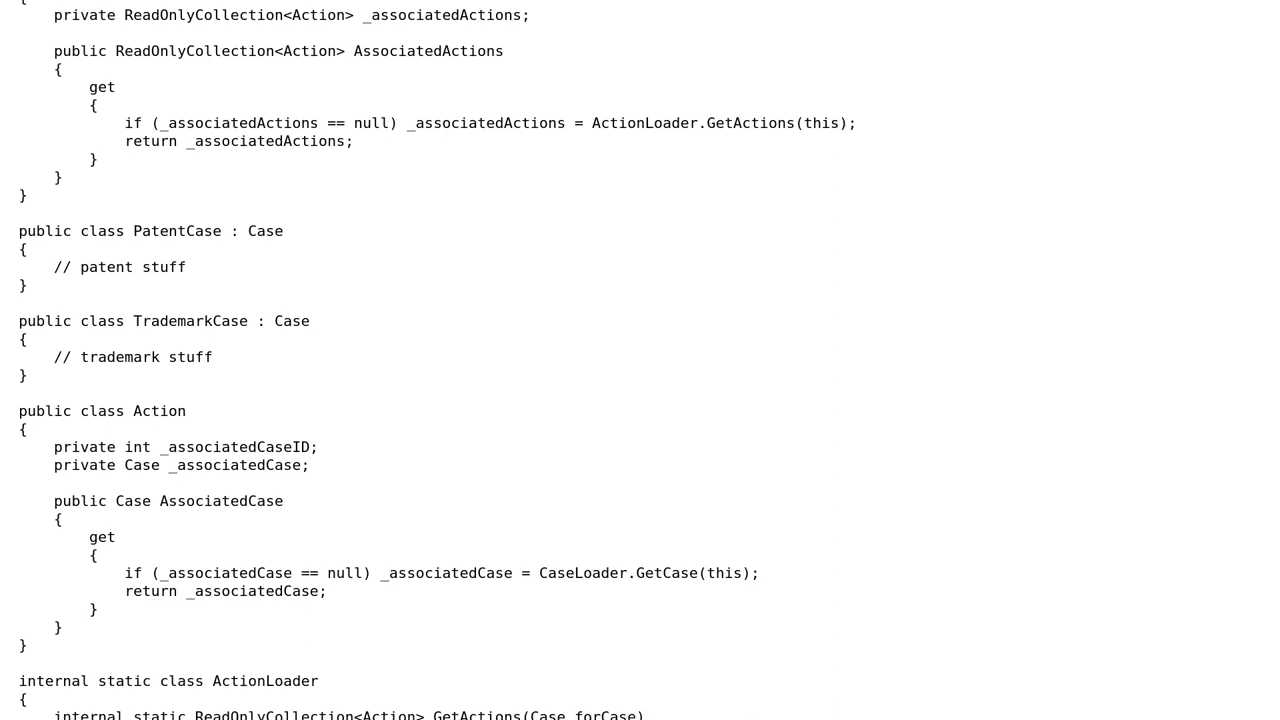 {
    private ReadOnlyCollection<Action> _associatedActions;

    public ReadOnlyCollection<Action> AssociatedActions
    {
        get
        {
            if (_associatedActions == null) _associatedActions = ActionLoader.GetActions(this);
            return _associatedActions;
        }
    }
}

public class PatentCase : Case
{
    // patent stuff
}

public class TrademarkCase : Case
{
    // trademark stuff
}

public class Action
{
    private int _associatedCaseID;
    private Case _associatedCase;

    public Case AssociatedCase
    {
        get
        {
            if (_associatedCase == null) _associatedCase = CaseLoader.GetCase(this);
            return _associatedCase;
        }
    }
}

internal static class ActionLoader
{
    internal static ReadOnlyCollection<Action> GetActions(Case forCase)